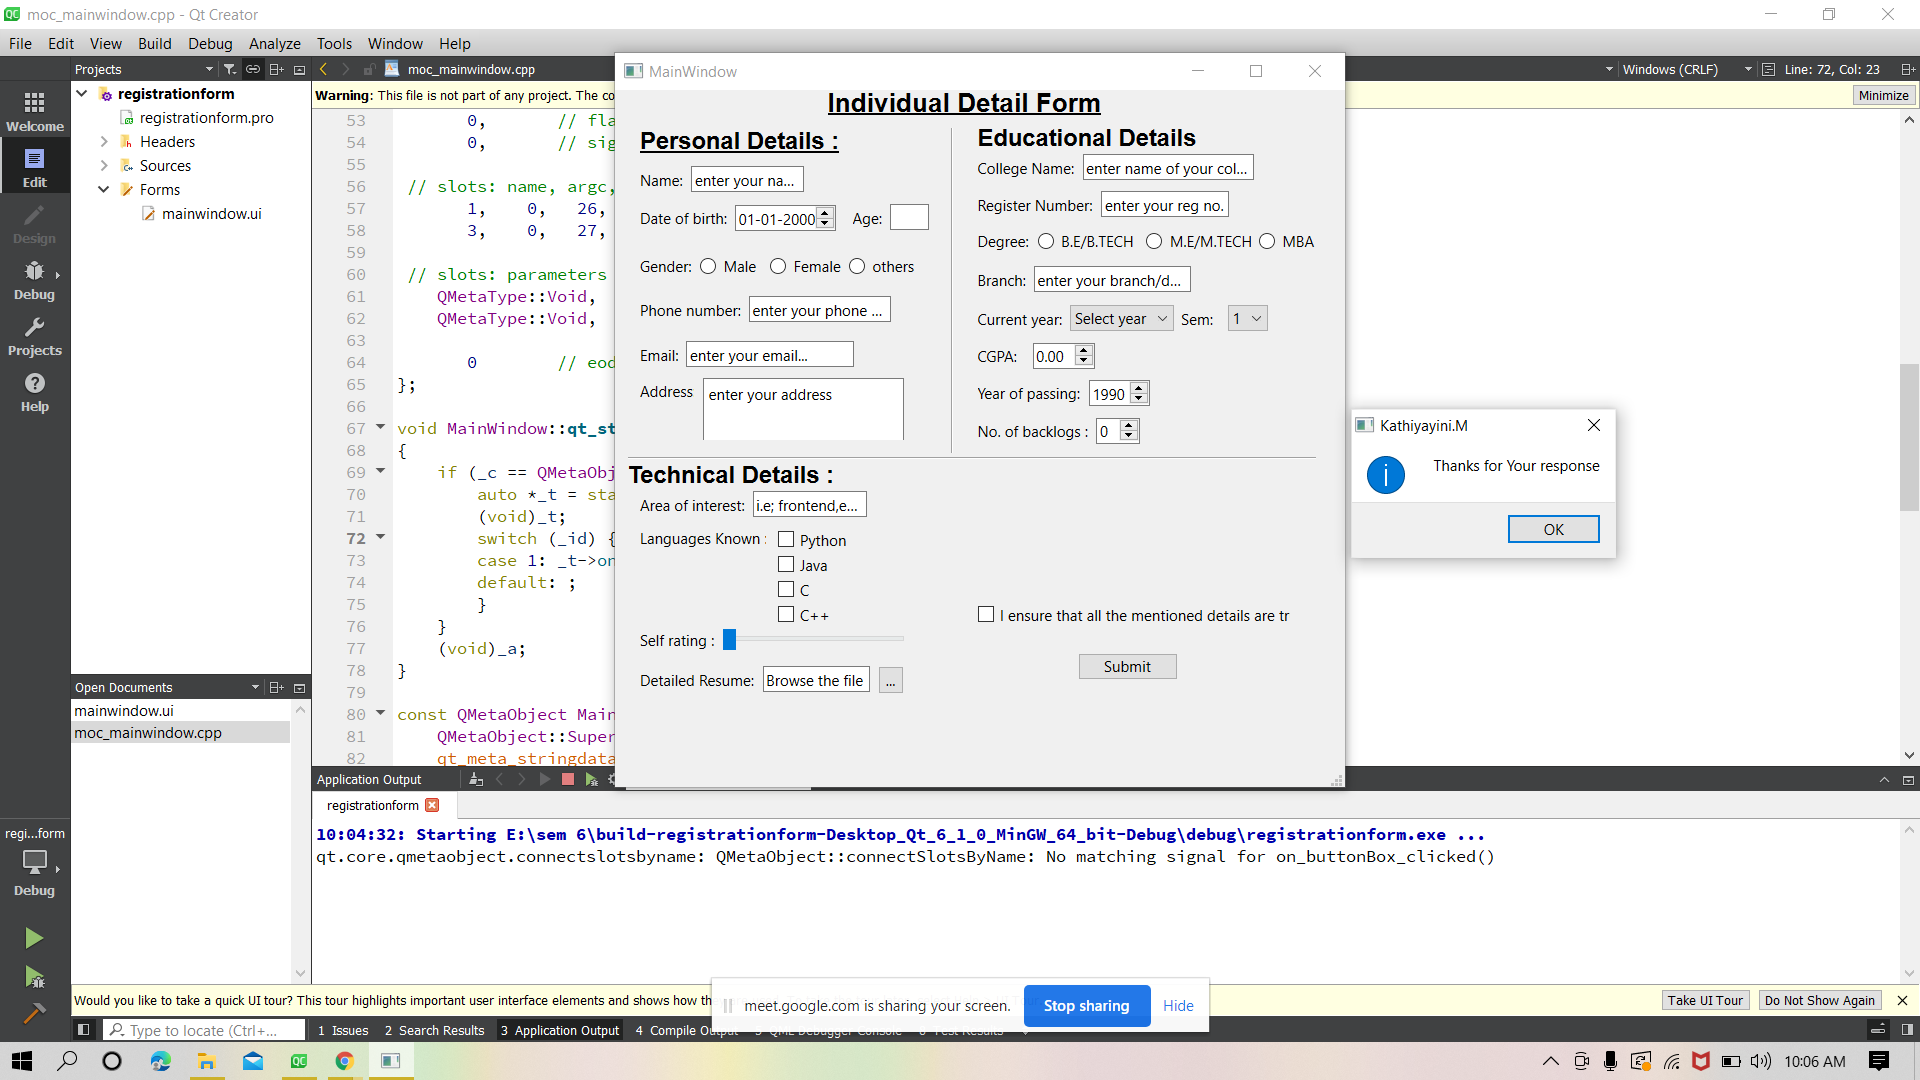 moc_mainwindow.cpp - Qt Creator
File Edit View Build Debug Analyze Tools Window Help
Projects
moc_mainwindow.cpp
Windows (CRLF)
Line: 72, Col: 23
Warning: This file is not part of any project. The co
Minimize
Welcome
Edit
Design
Debug
Projects
Help
registrationform
registrationform.pro
Headers
Sources
Forms
mainwindow.ui
53 0, // fla
54 0, // sig
55
56 // slots: name, argc,
57 1, 0, 26,
58 3, 0, 27,
59
60 // slots: parameters
61 QMetaType::Void,
62 QMetaType::Void,
63
64 0 // eod
65 };
66
67 void MainWindow::qt_st
68 {
69 if (_c == QMetaObj
70 auto *_t = sta
71 (void)_t;
72 switch (_id) {
73 case 1: _t->on
74 default: ;
75 }
76 }
77 (void)_a;
78 }
79
80 const QMetaObject Main
81 QMetaObject::Super
82 qt_meta_stringdata
MainWindow
Individual Detail Form
Personal Details :
Name: enter your na...
Date of birth: 01-01-2000 Age:
Gender: Male Female others
Phone number: enter your phone ...
Email: enter your email...
Address enter your address
Educational Details
College Name: enter name of your col...
Register Number: enter your reg no.
Degree: B.E/B.TECH M.E/M.TECH MBA
Branch: enter your branch/d...
Current year: Select year Sem: 1
CGPA: 0.00
Year of passing: 1990
No. of backlogs : 0
Technical Details :
Area of interest: i.e; frontend,e...
Languages Known : Python
Java
C
C++
Self rating :
Detailed Resume: Browse the file ...
I ensure that all the mentioned details are tr
Submit
Kathiyayini.M
Thanks for Your response
OK
Open Documents
mainwindow.ui
moc_mainwindow.cpp
Application Output
registrationform
10:04:32: Starting E:\sem 6\build-registrationform-Desktop_Qt_6_1_0_MinGW_64_bit-Debug\debug\registrationform.exe ...
qt.core.qmetaobject.connectslotsbyname: QMetaObject::connectSlotsByName: No matching signal for on_buttonBox_clicked()
regi...form
Debug
Would you like to take a quick UI tour? This tour highlights important user interface elements and shows how the
Take UI Tour
Do Not Show Again
meet.google.com is sharing your screen.
Stop sharing
Hide
Type to locate (Ctrl+...
1 Issues 2 Search Results 3 Application Output 4 Compile Outp
10:06 AM